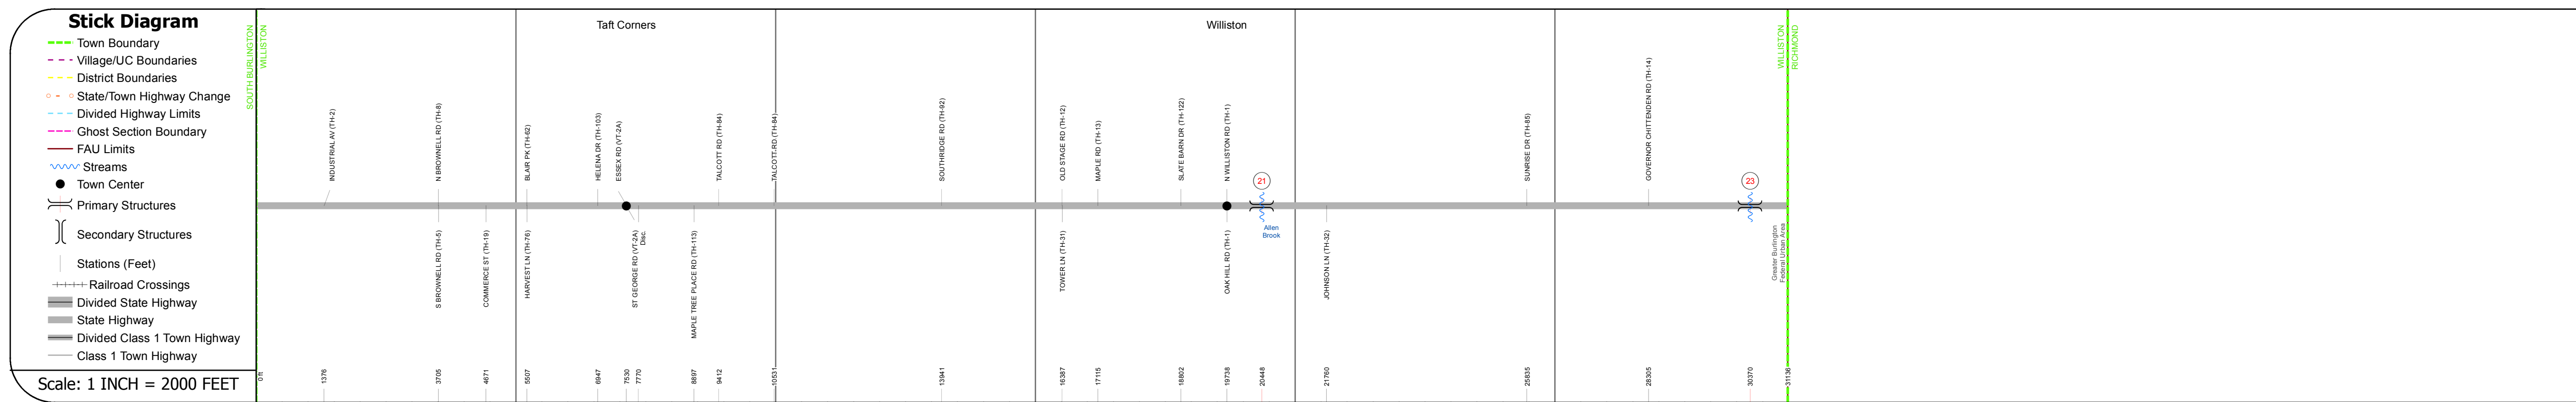 Stick Diagram
Town Boundary
Village/UC Boundaries
District Boundaries
State/Town Highway Change
Divided Highway Limits
Ghost Section Boundary
FAU Limits
Streams
Town Center
Primary Structures
Secondary Structures
Stations (Feet)
Railroad Crossings
Divided State Highway
State Highway
Divided Class 1 Town Highway
Class 1 Town Highway
Scale: 1 INCH = 2000 FEET
SOUTH BURLINGTON
WILLISTON
Taft Corners
Williston
WILLISTON
RICHMOND
INDUSTRIAL AV (TH-2)
N BROWNELL RD (TH-8)
BLAIR PK (TH-62)
HELENA DR (TH-103)
ESSEX RD (VT-2A)
TALCOTT RD (TH-84)
TALCOTT RD (TH-84)
SOUTHRIDGE RD (TH-92)
OLD STAGE RD (TH-12)
MAPLE RD (TH-13)
SLATE BARN DR (TH-122)
N WILLISTON RD (TH-1)
21
SUNRISE DR (TH-85)
GOVERNOR CHITTENDEN RD (TH-14)
23
S BROWNELL RD (TH-5)
COMMERCE ST (TH-19)
HARVEST LN (TH-76)
ST GEORGE RD (VT-2A)
Disc.
MAPLE TREE PLACE RD (TH-113)
TOWER LN (TH-31)
OAK HILL RD (TH-1)
Allen
Brook
JOHNSON LN (TH-32)
Greater Burlington
Federal Urban Area
0 ft
1376
3705
4671
5507
6947
7530
7770
8897
9412
10531
13941
16387
17115
18802
19738
20448
21760
25835
28305
30370
31136